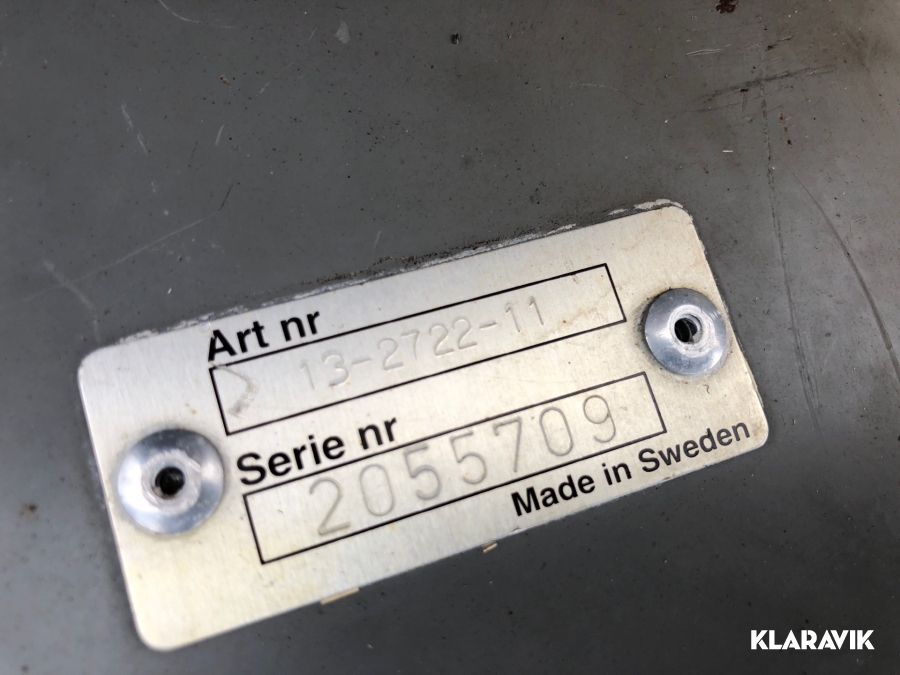 Art nr
13-2722-11
Serie nr
2055709
Made in Sweden
KLARAVIK